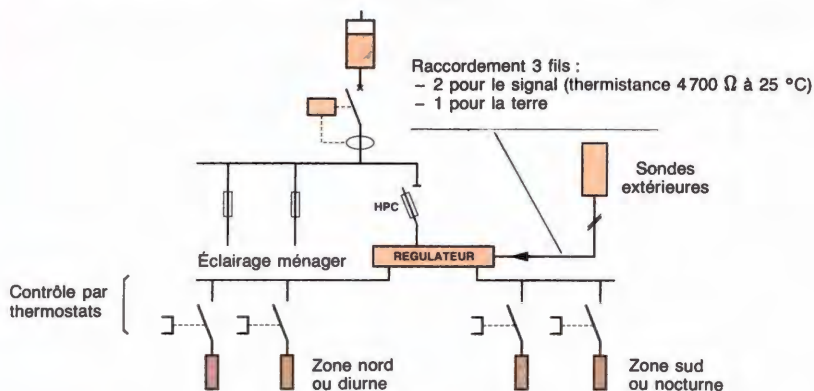 Raccordement 3 fils :
– 2 pour le signal (thermistance 4 700 Ω à 25 °C)
– 1 pour la terre
Sondes
extérieures
HPC
Éclairage ménager
REGULATEUR
Contrôle par
thermostats
Zone nord
ou diurne
Zone sud
ou nocturne